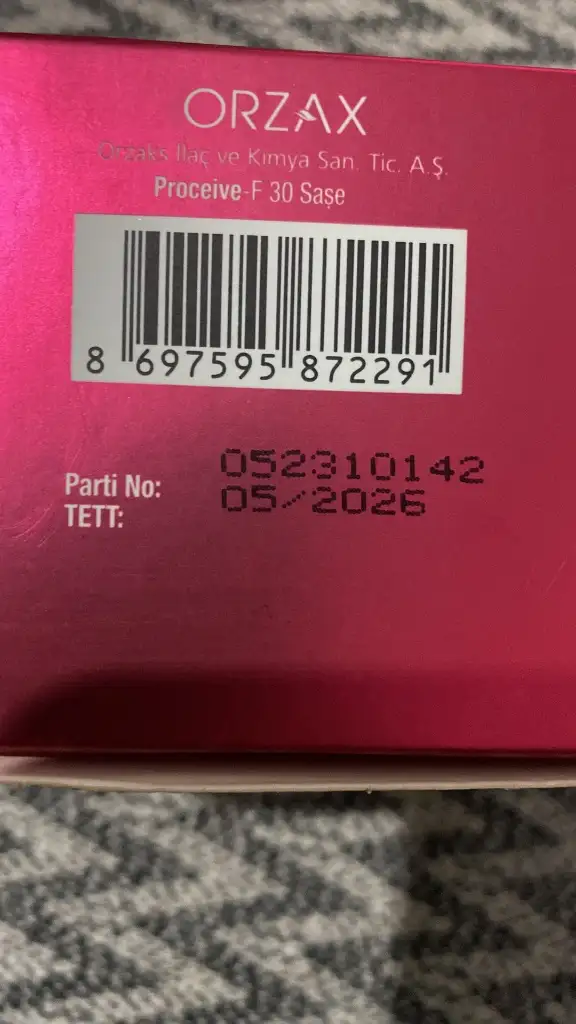 ORZAX
Orzaks İlaç ve Kimya San. Tic. A.Ş.
Proceive-F 30 Saşe
8 697595 872291
Parti No: 052310142
TETT: 05/2026